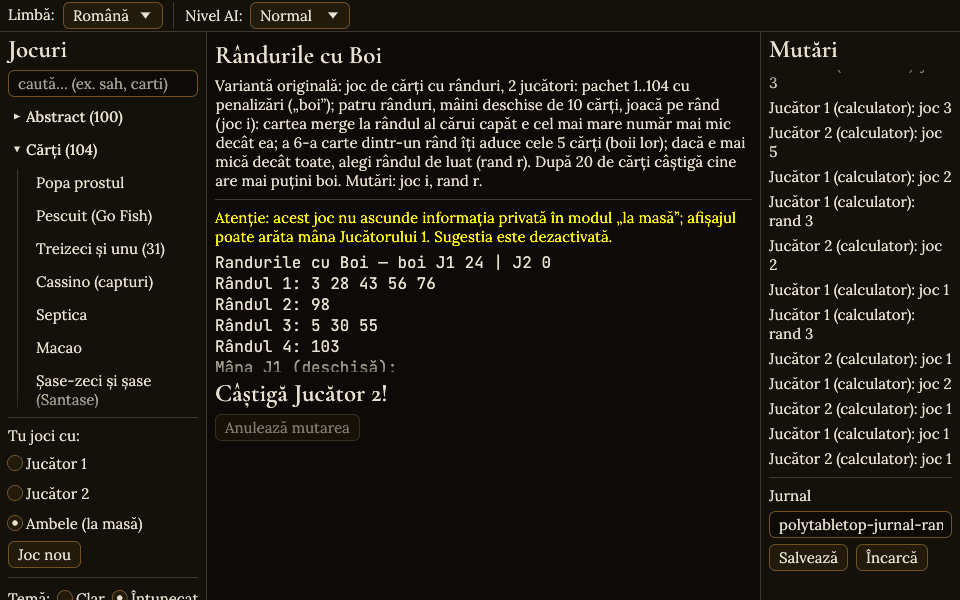 Limbă: Română Nivel AI: Normal
Jocuri
caută... (ex. sah, carti)
Abstract (100)
Cărți (104)
Popa prostul
Pescuit (Go Fish)
Treizeci și unu (31)
Cassino (capturi)
Septica
Macao
Șase-zeci și șase
(Santase)
Tu joci cu:
Jucător 1
Jucător 2
Ambele (la masă)
Joc nou
Temă: Clar Întunecat
Rândurile cu Boi
Variantă originală: joc de cărți cu rânduri, 2 jucători: pachet 1..104 cu
penalizări („boi”); patru rânduri, mâini deschise de 10 cărți, joacă pe rând
(joc i): cartea merge la rândul al cărui capăt e cel mai mare număr mai mic
decât ea; a 6-a carte dintr-un rând îți aduce cele 5 cărți (boii lor); dacă e mai
mică decât toate, alegi rândul de luat (rand r). După 20 de cărți câștigă cine
are mai puțini boi. Mutări: joc i, rand r.
Atenție: acest joc nu ascunde informația privată în modul „la masă”; afișajul
poate arăta mâna Jucătorului 1. Sugestia este dezactivată.
Randurile cu Boi — boi J1 24 | J2 0
Rândul 1: 3 28 43 56 76
Rândul 2: 98
Rândul 3: 5 30 55
Rândul 4: 103
Mâna J1 (deschisă):
Câștigă Jucător 2!
Anulează mutarea
Mutări
3
Jucător 1 (calculator): joc 3
Jucător 2 (calculator): joc
5
Jucător 1 (calculator): joc 2
Jucător 1 (calculator):
rand 3
Jucător 2 (calculator): joc
2
Jucător 1 (calculator): joc 1
Jucător 1 (calculator):
rand 3
Jucător 2 (calculator): joc 1
Jucător 1 (calculator): joc 2
Jucător 2 (calculator): joc 1
Jucător 1 (calculator): joc 1
Jucător 2 (calculator): joc 1
Jurnal
polytabletop-jurnal-ran
Salvează Încarcă